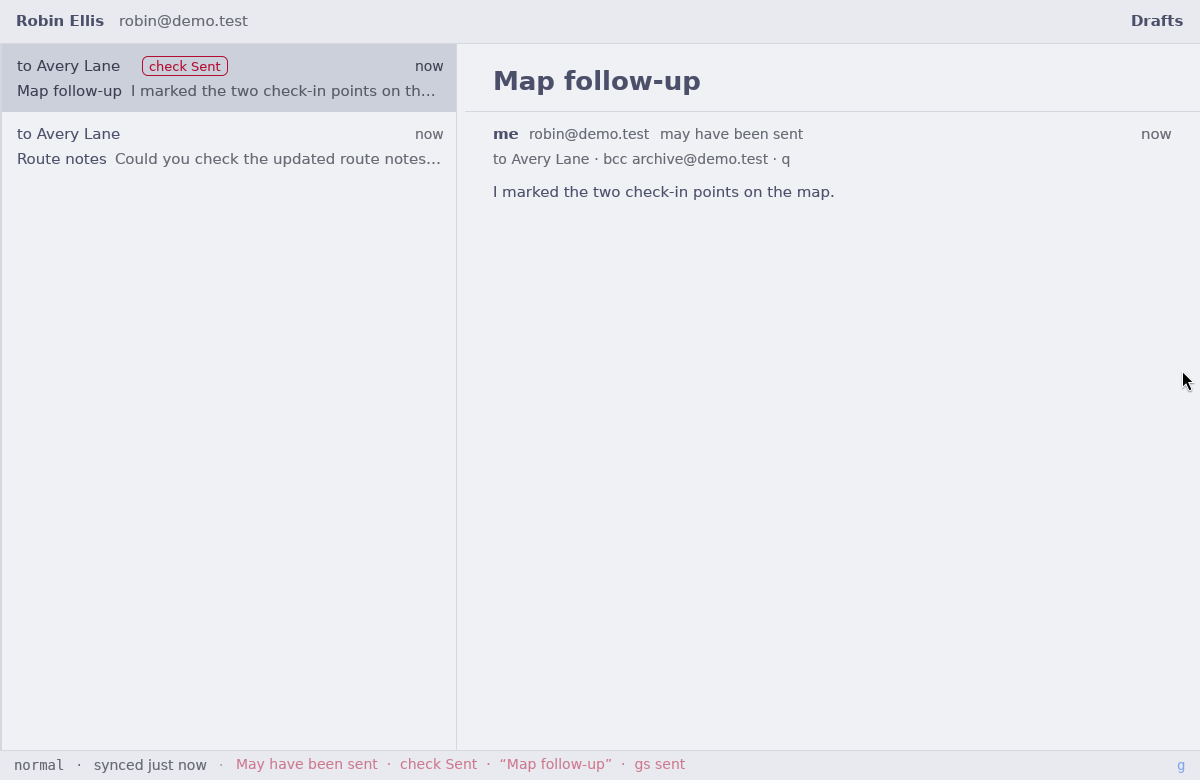 Robin Ellis robin@demo.test Drafts
to Avery Lane check Sent now
Map follow-up I marked the two check-in points on th…
to Avery Lane now
Route notes Could you check the updated route notes…
Map follow-up
me robin@demo.test may have been sent now
to Avery Lane · bcc archive@demo.test · q
I marked the two check-in points on the map.
normal · synced just now · May have been sent · check Sent · “Map follow-up” · gs sent g